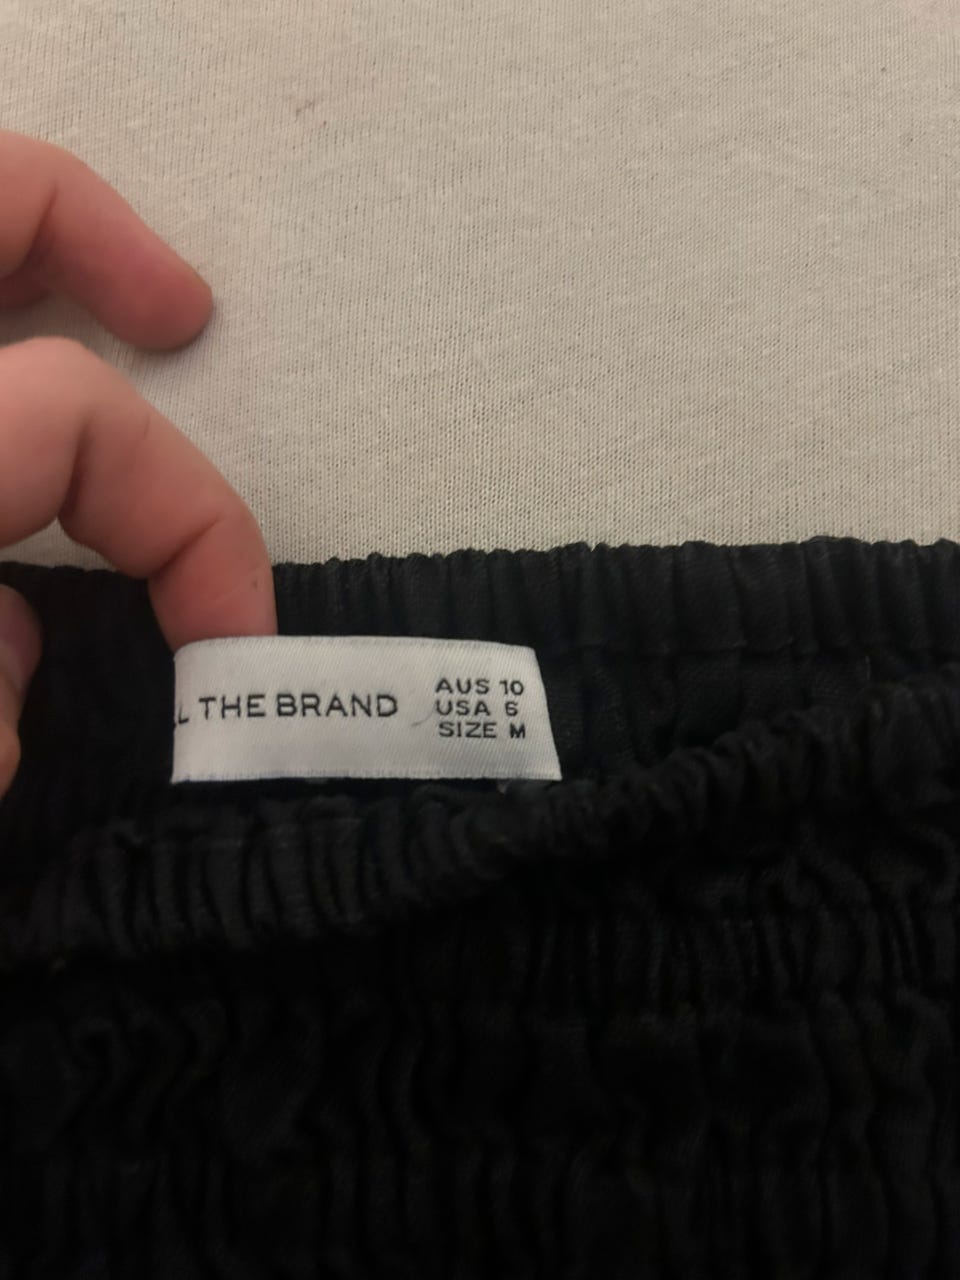 L THE BRAND
AUS 10
USA 6
SIZE M